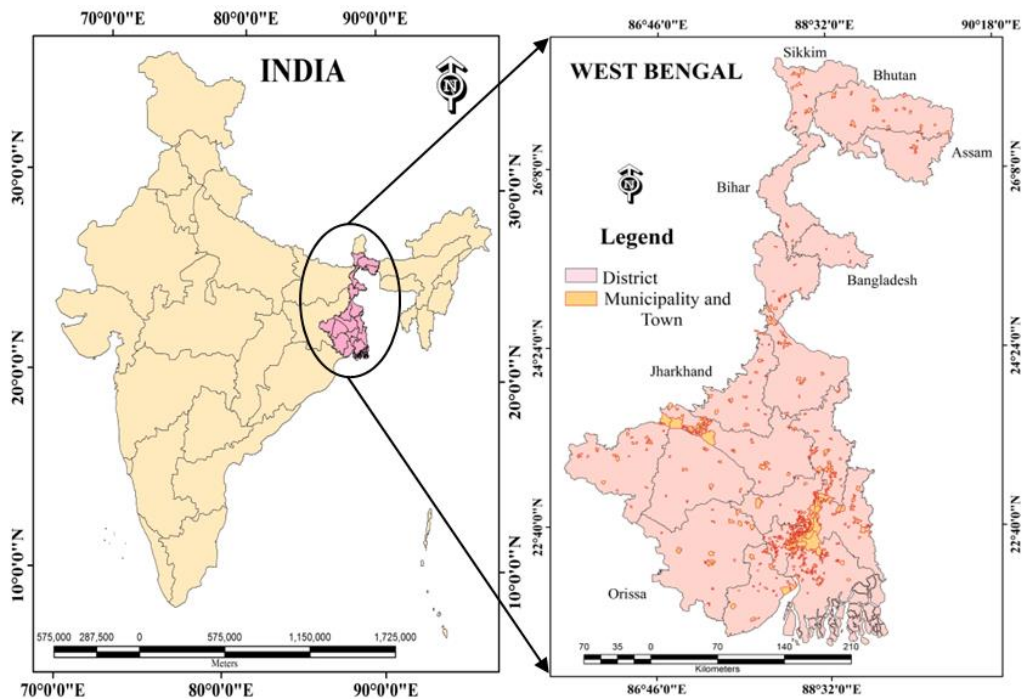 70°0'0"E 80°0'0"E 90°0'0"E
INDIA
N
30°0'0"N
20°0'0"N
10°0'0"N
30°0'0"N
20°0'0"N
10°0'0"N
575,000 287,500 0 575,000 1,150,000 1,725,000
Meters
70°0'0"E 80°0'0"E 90°0'0"E
86°46'0"E 88°32'0"E 90°18'0"E
WEST BENGAL
Sikkim
Bhutan
Assam
Bihar
N
Legend
District
Municipality and
Town
Bangladesh
Jharkhand
Orissa
26°8'0"N
24°24'0"N
22°40'0"N
26°8'0"N
24°24'0"N
22°40'0"N
70 35 0 70 140 210
Kilometers
86°46'0"E 88°32'0"E